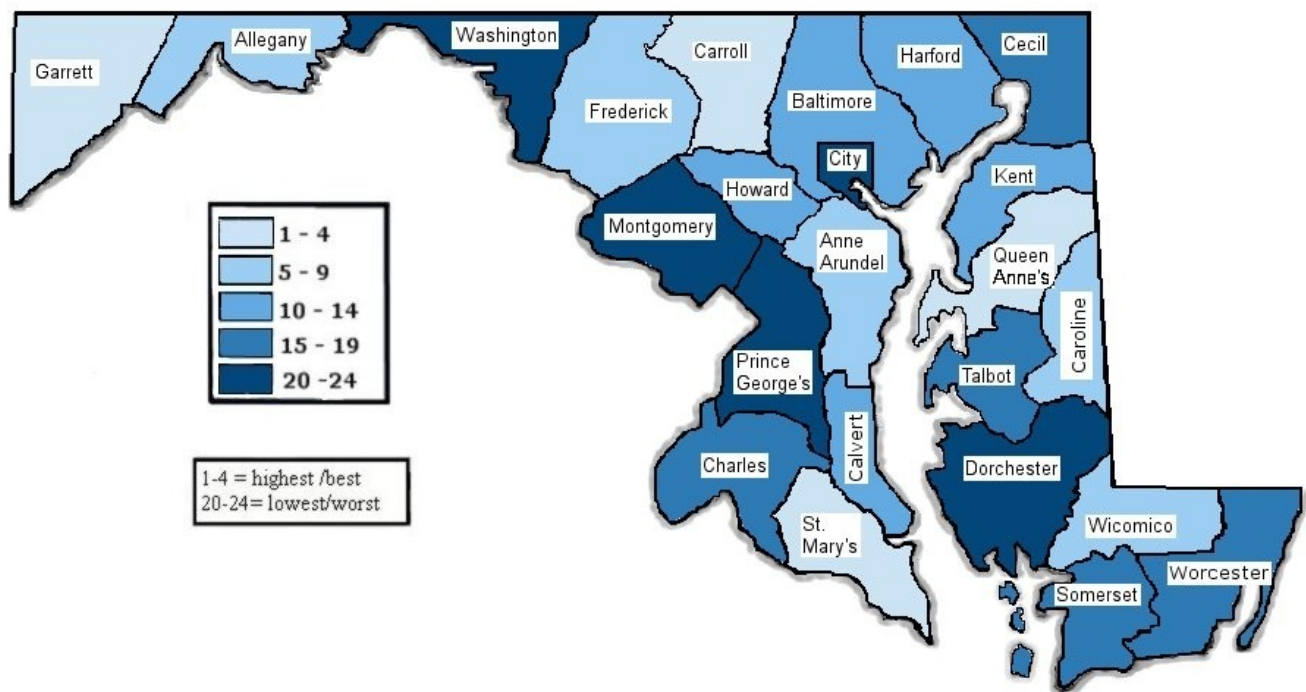 Washington
Allegany
Carroll
Harford
Cecil
Garrett
Baltimore
Frederick
City
Kent
Howard
Montgomery
Anne
Arundel
Queen
Anne's
1 - 4
5 - 9
10 - 14
15 - 19
20 -24
Caroline
Prince
George's
Talbot
Calvert
Charles
Dorchester
1-4 = highest /best
20-24= lowest/worst
St.
Mary's
Wicomico
Worcester
Somerset